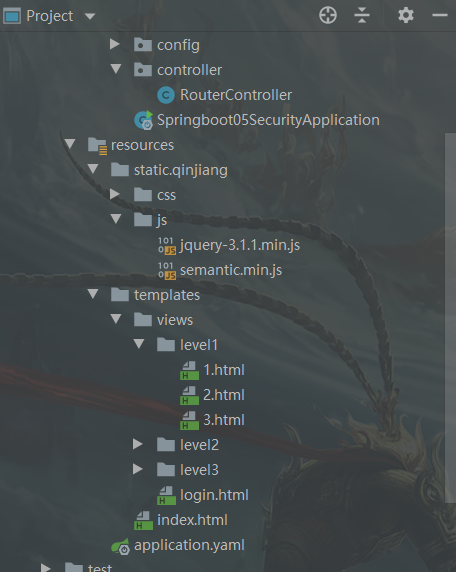 Project
config
controller
RouterController
Springboot05SecurityApplication
resources
static.qinjiang
css
js
jquery-3.1.1.min.js
semantic.min.js
templates
views
level1
1.html
2.html
3.html
level2
level3
login.html
index.html
application.yaml
test